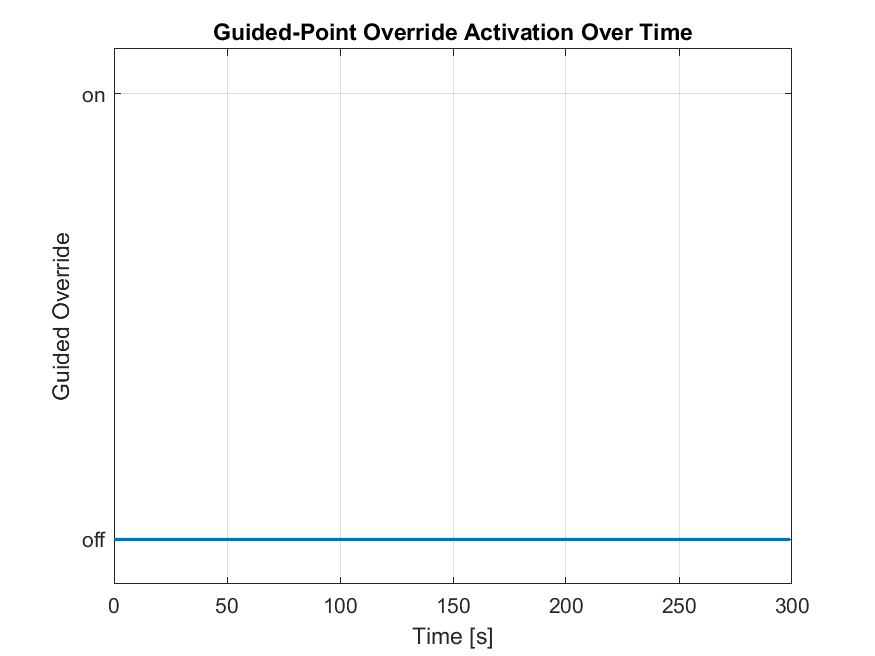 Guided-Point Override Activation Over Time
on
Guided Override
off
0 50 100 150 200 250 300
Time [s]